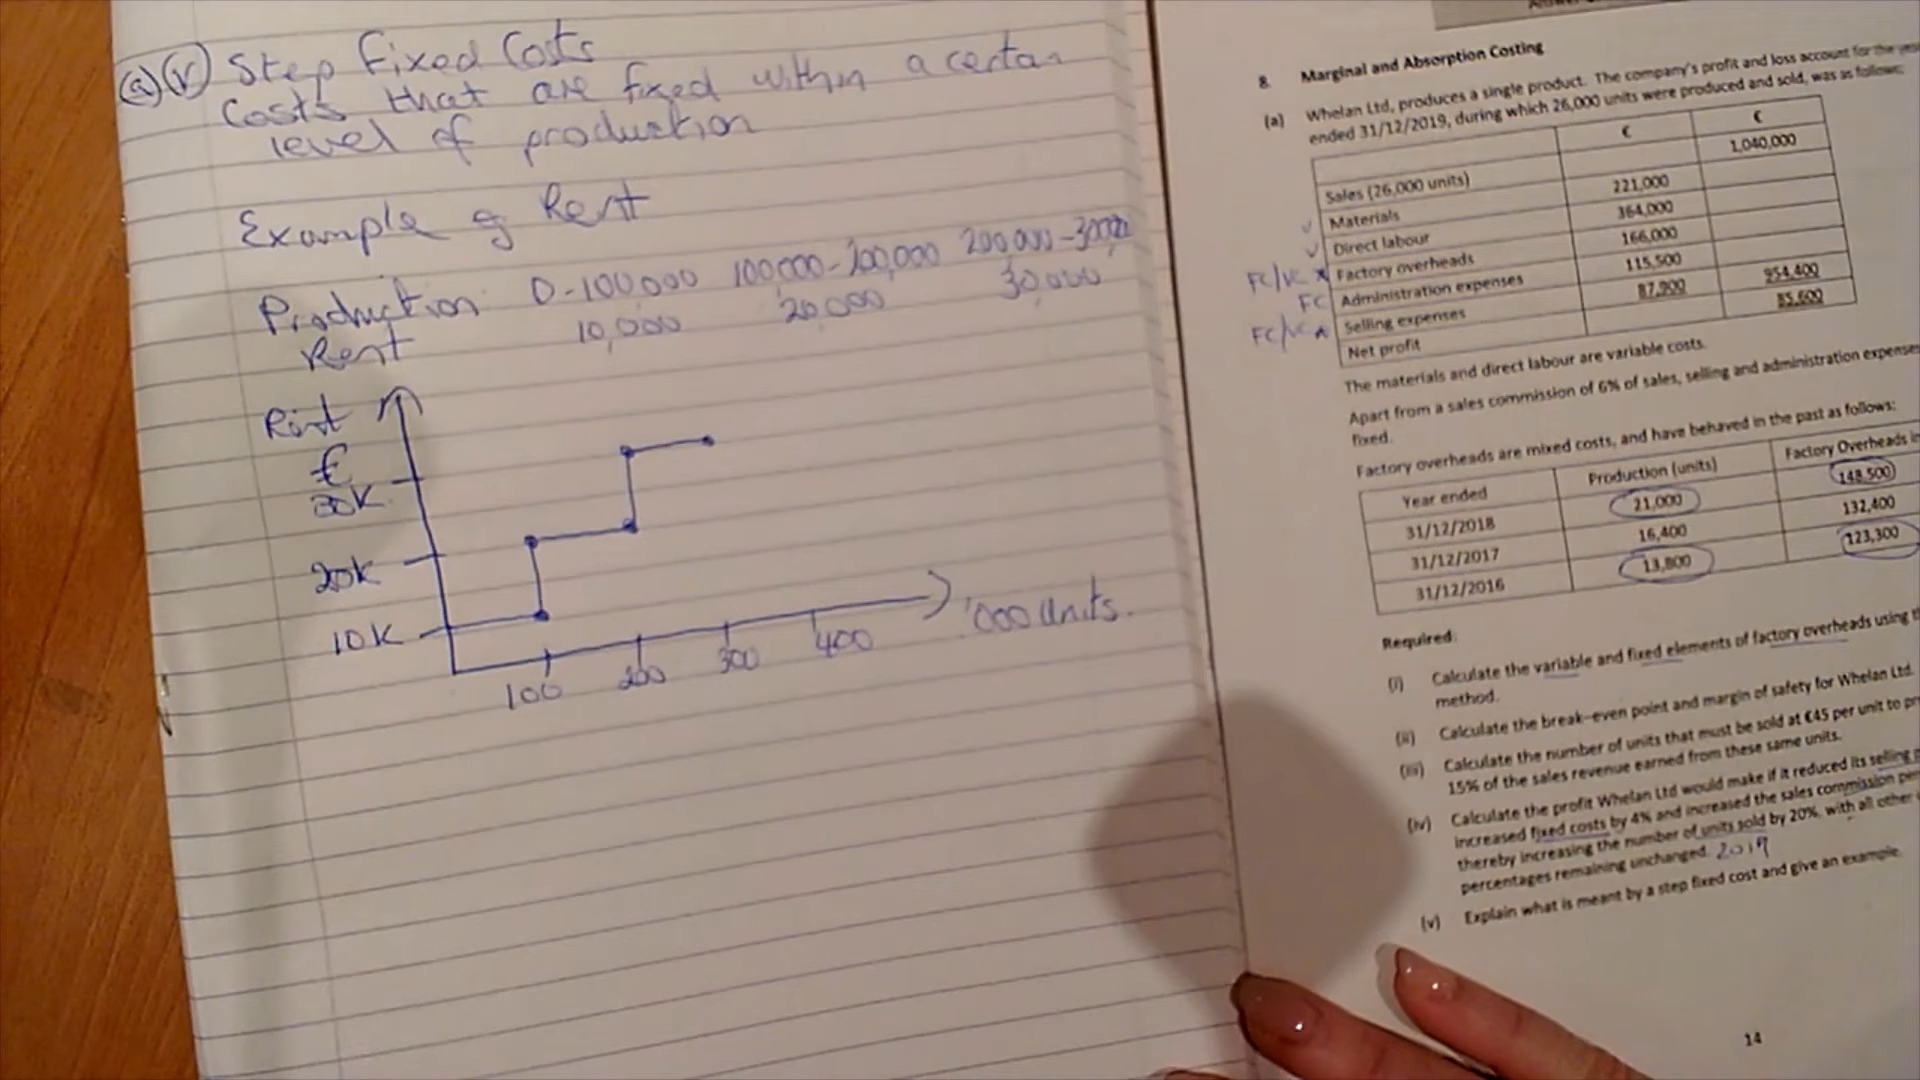 (a) (v) Step Fixed Costs
Costs that are fixed within a certain
level of production
Example of Rent
Production 0-100,000 100,000-200,000 200,000-300,000
Rent 10,000 20,000 30,000
Rent
€
30K
20K
10K
100 200 300 400 '000 Units.
8. Marginal and Absorption Costing
(a) Whelan Ltd, produces a single product. The company's profit and loss account for the year
ended 31/12/2019, during which 26,000 units were produced and sold, was as follows:
€ €
Sales (26,000 units) 1,040,000
Materials 221,000
Direct labour 364,000
FC/VC Factory overheads 166,000
FC Administration expenses 115,500
FC/VC Selling expenses 87,900 954,400
Net profit 85,600
The materials and direct labour are variable costs.
Apart from a sales commission of 6% of sales, selling and administration expenses
fixed.
Factory overheads are mixed costs, and have behaved in the past as follows:
Year ended Production (units) Factory Overheads in
31/12/2018 21,000 148,500
31/12/2017 16,400 132,400
31/12/2016 13,800 123,300
Required:
(i) Calculate the variable and fixed elements of factory overheads using
method.
(ii) Calculate the break-even point and margin of safety for Whelan Ltd.
(iii) Calculate the number of units that must be sold at €45 per unit to
15% of the sales revenue earned from these same units.
(iv) Calculate the profit Whelan Ltd would make if it reduced its selling
increased fixed costs by 4% and increased the sales commission
thereby increasing the number of units sold by 20%, with all other
percentages remaining unchanged. 2019
(v) Explain what is meant by a step fixed cost and give an example.
14